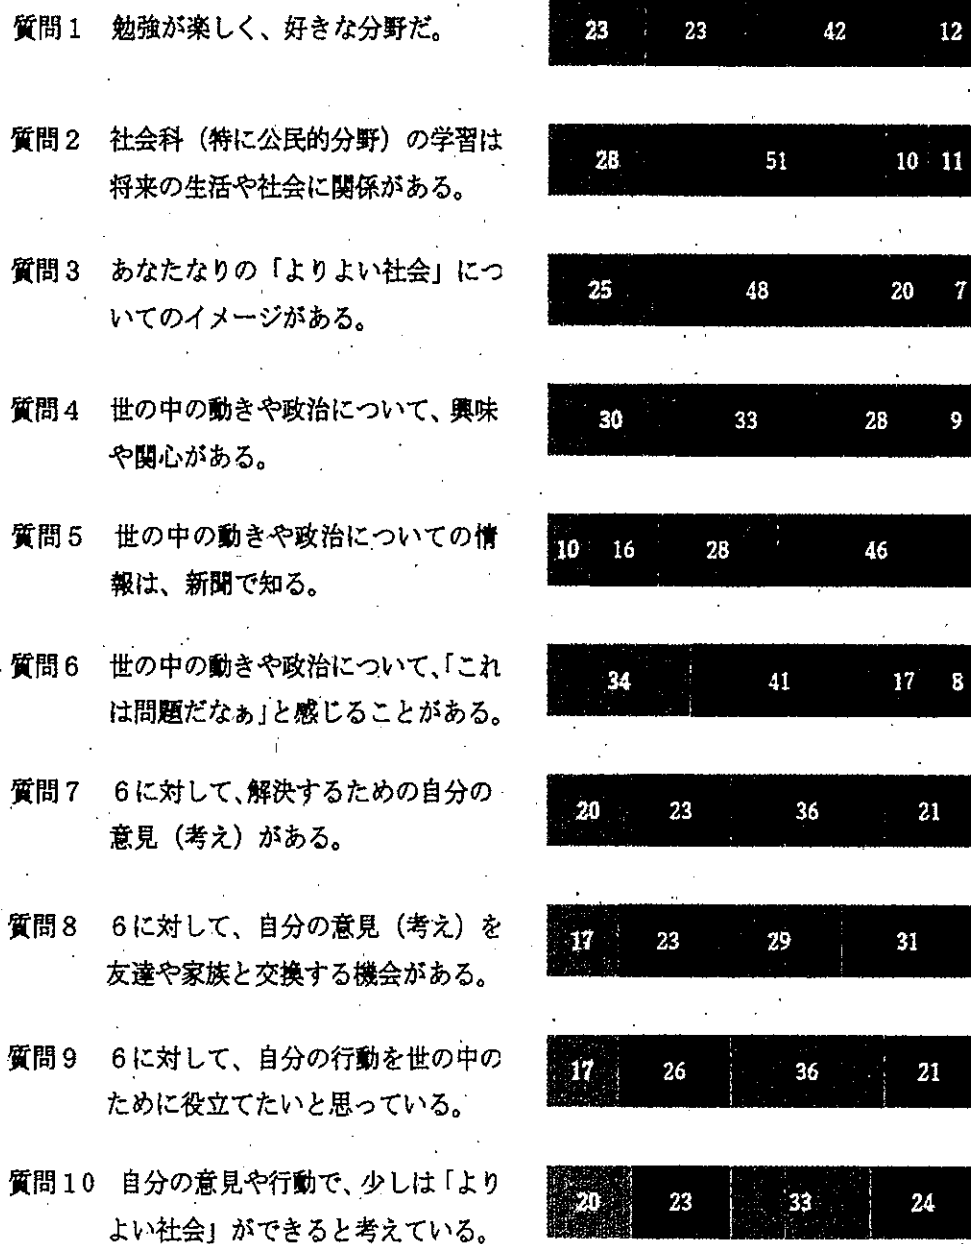 質問1 勉強が楽しく、好きな分野だ。
23 23 42 12
質問2 社会科（特に公民的分野）の学習は
将来の生活や社会に関係がある。
28 51 10 11
質問3 あなたなりの「よりよい社会」につ
いてのイメージがある。
25 48 20 7
質問4 世の中の動きや政治について、興味
や関心がある。
30 33 28 9
質問5 世の中の動きや政治についての情
報は、新聞で知る。
10 16 28 46
質問6 世の中の動きや政治について、「これ
は問題だなぁ」と感じることがある。
34 41 17 8
質問7 6に対して、解決するための自分の
意見（考え）がある。
20 23 36 21
質問8 6に対して、自分の意見（考え）を
友達や家族と交換する機会がある。
17 23 29 31
質問9 6に対して、自分の行動を世の中の
ために役立てたいと思っている。
17 26 36 21
質問10 自分の意見や行動で、少しは「より
よい社会」ができると考えている。
20 23 33 24